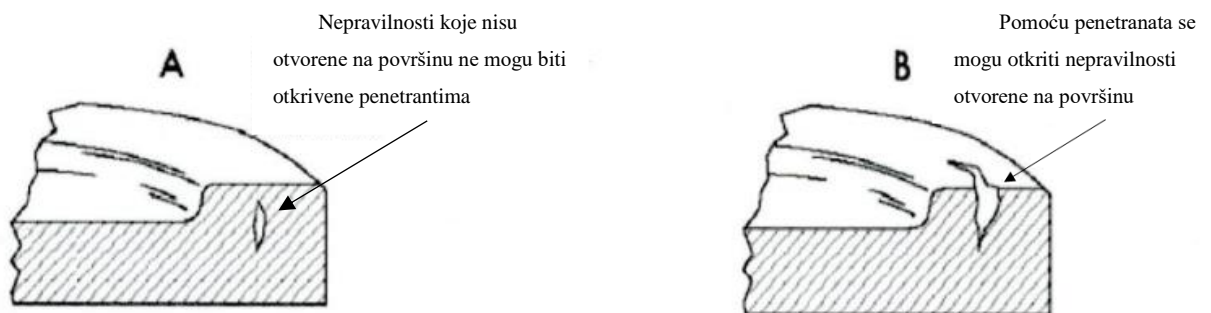 A
Nepravilnosti koje nisu
otvorene na površinu ne mogu biti
otkrivene penetrantima
B
Pomoću penetranata se
mogu otkriti nepravilnosti
otvorene na površinu